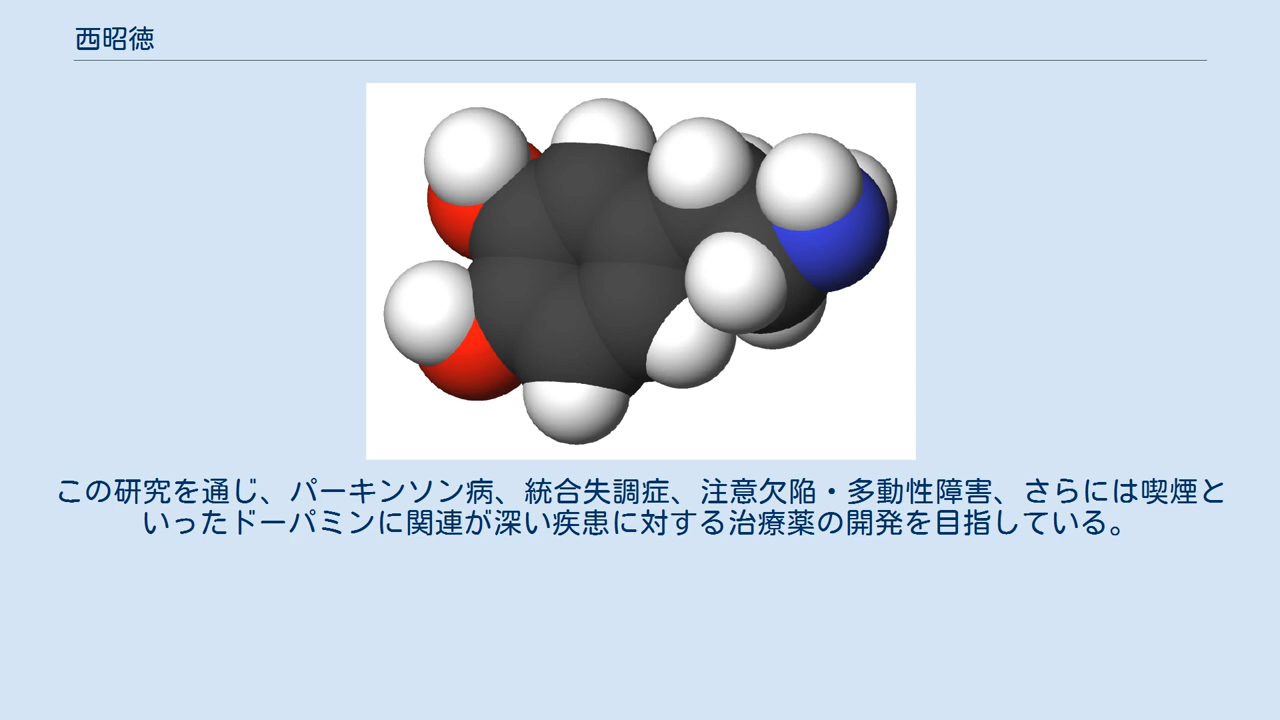 西昭徳
この研究を通じ、パーキンソン病、統合失調症、注意欠陥・多動性障害、さらには喫煙と
いったドーパミンに関連が深い疾患に対する治療薬の開発を目指している。